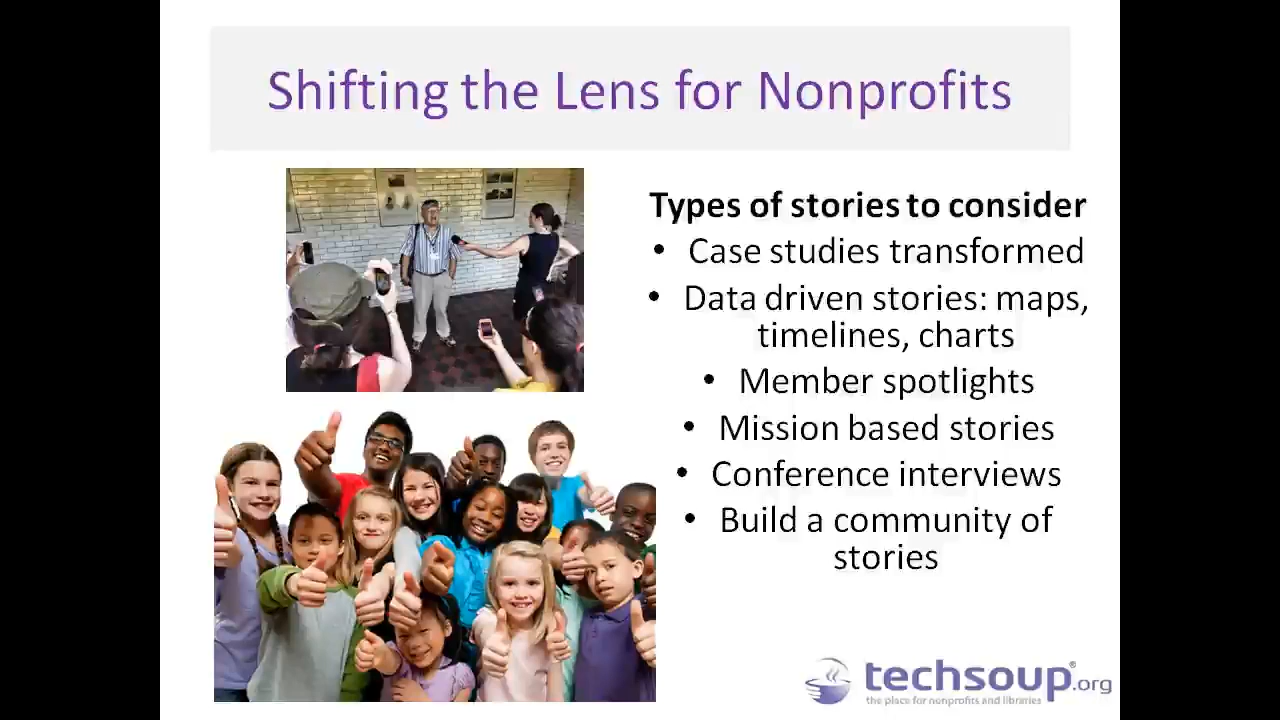 Shifting the Lens for Nonprofits
Types of stories to consider
• Case studies transformed
• Data driven stories: maps,
timelines, charts
• Member spotlights
• Mission based stories
• Conference interviews
• Build a community of
stories
techsoup®.org
the place for nonprofits and libraries